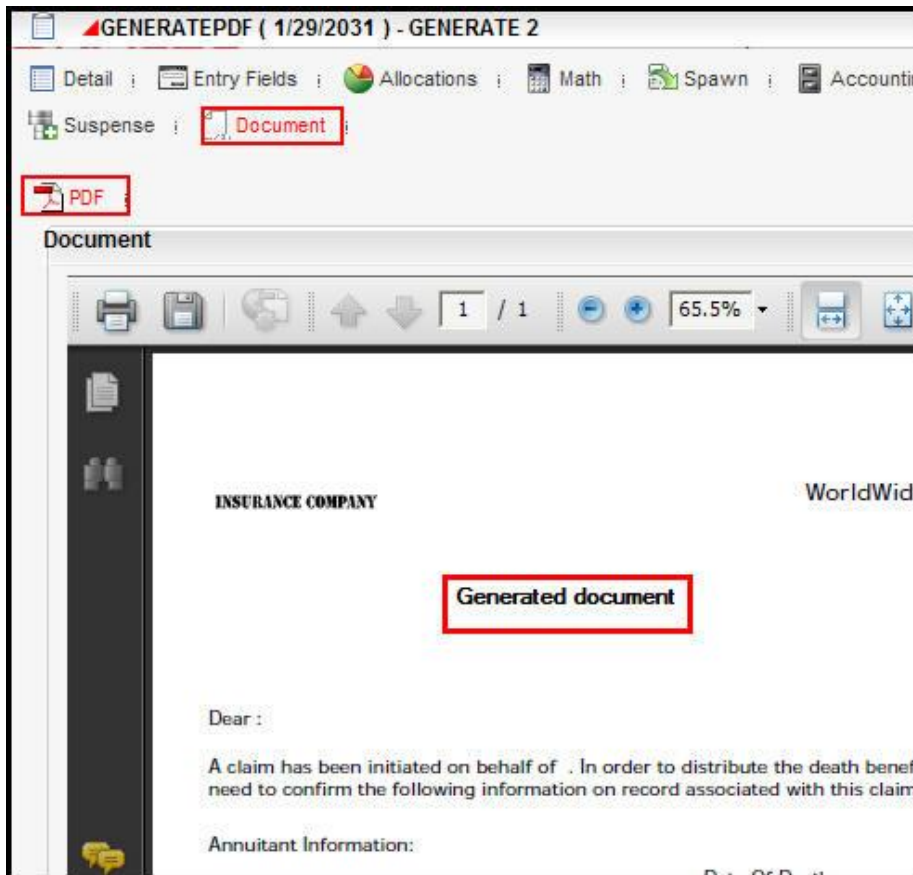 GENERATEPDF ( 1/29/2031 ) - GENERATE 2
Detail Entry Fields Allocations Math Spawn Accounti
Suspense Document
PDF
Document
1 / 1 65.5%
INSURANCE COMPANY WorldWid
Generated document
Dear :
A claim has been initiated on behalf of . In order to distribute the death benef
need to confirm the following information on record associated with this claim
Annuitant Information: